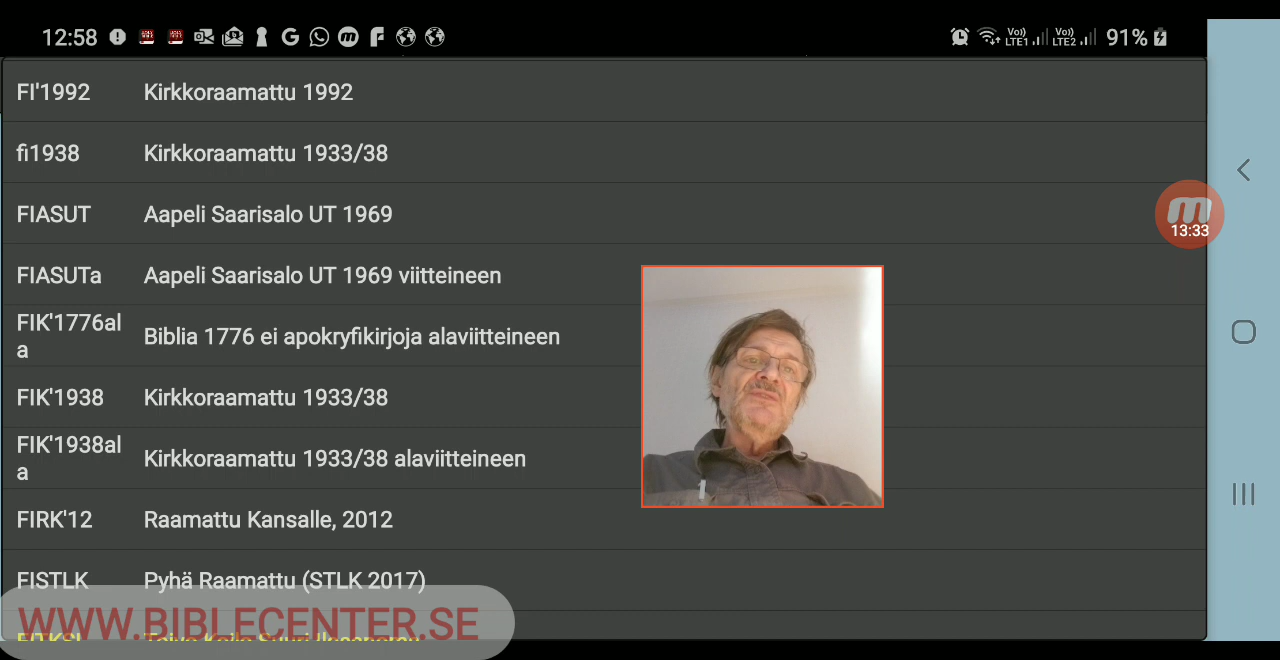 12:58
LTE1 LTE2 91%
FI'1992 Kirkkoraamattu 1992
fi1938 Kirkkoraamattu 1933/38
FIASUT Aapeli Saarisalo UT 1969
13:33
FIASUTa Aapeli Saarisalo UT 1969 viitteineen
FIK'1776al
a Biblia 1776 ei apokryfikirjoja alaviitteineen
FIK'1938 Kirkkoraamattu 1933/38
FIK'1938al
a Kirkkoraamattu 1933/38 alaviitteineen
FIRK'12 Raamattu Kansalle, 2012
FISTLK Pyhä Raamattu (STLK 2017)
WWW.BIBLECENTER.SE